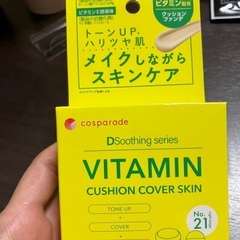 ビタミン配合
クッション
ファンデ
トーンUP、
ハリツヤ肌
メイクしながら
スキンケア
cosparade
DSoothing series
VITAMIN
CUSHION COVER SKIN
TONE UP
+
COVER
+
No.
21